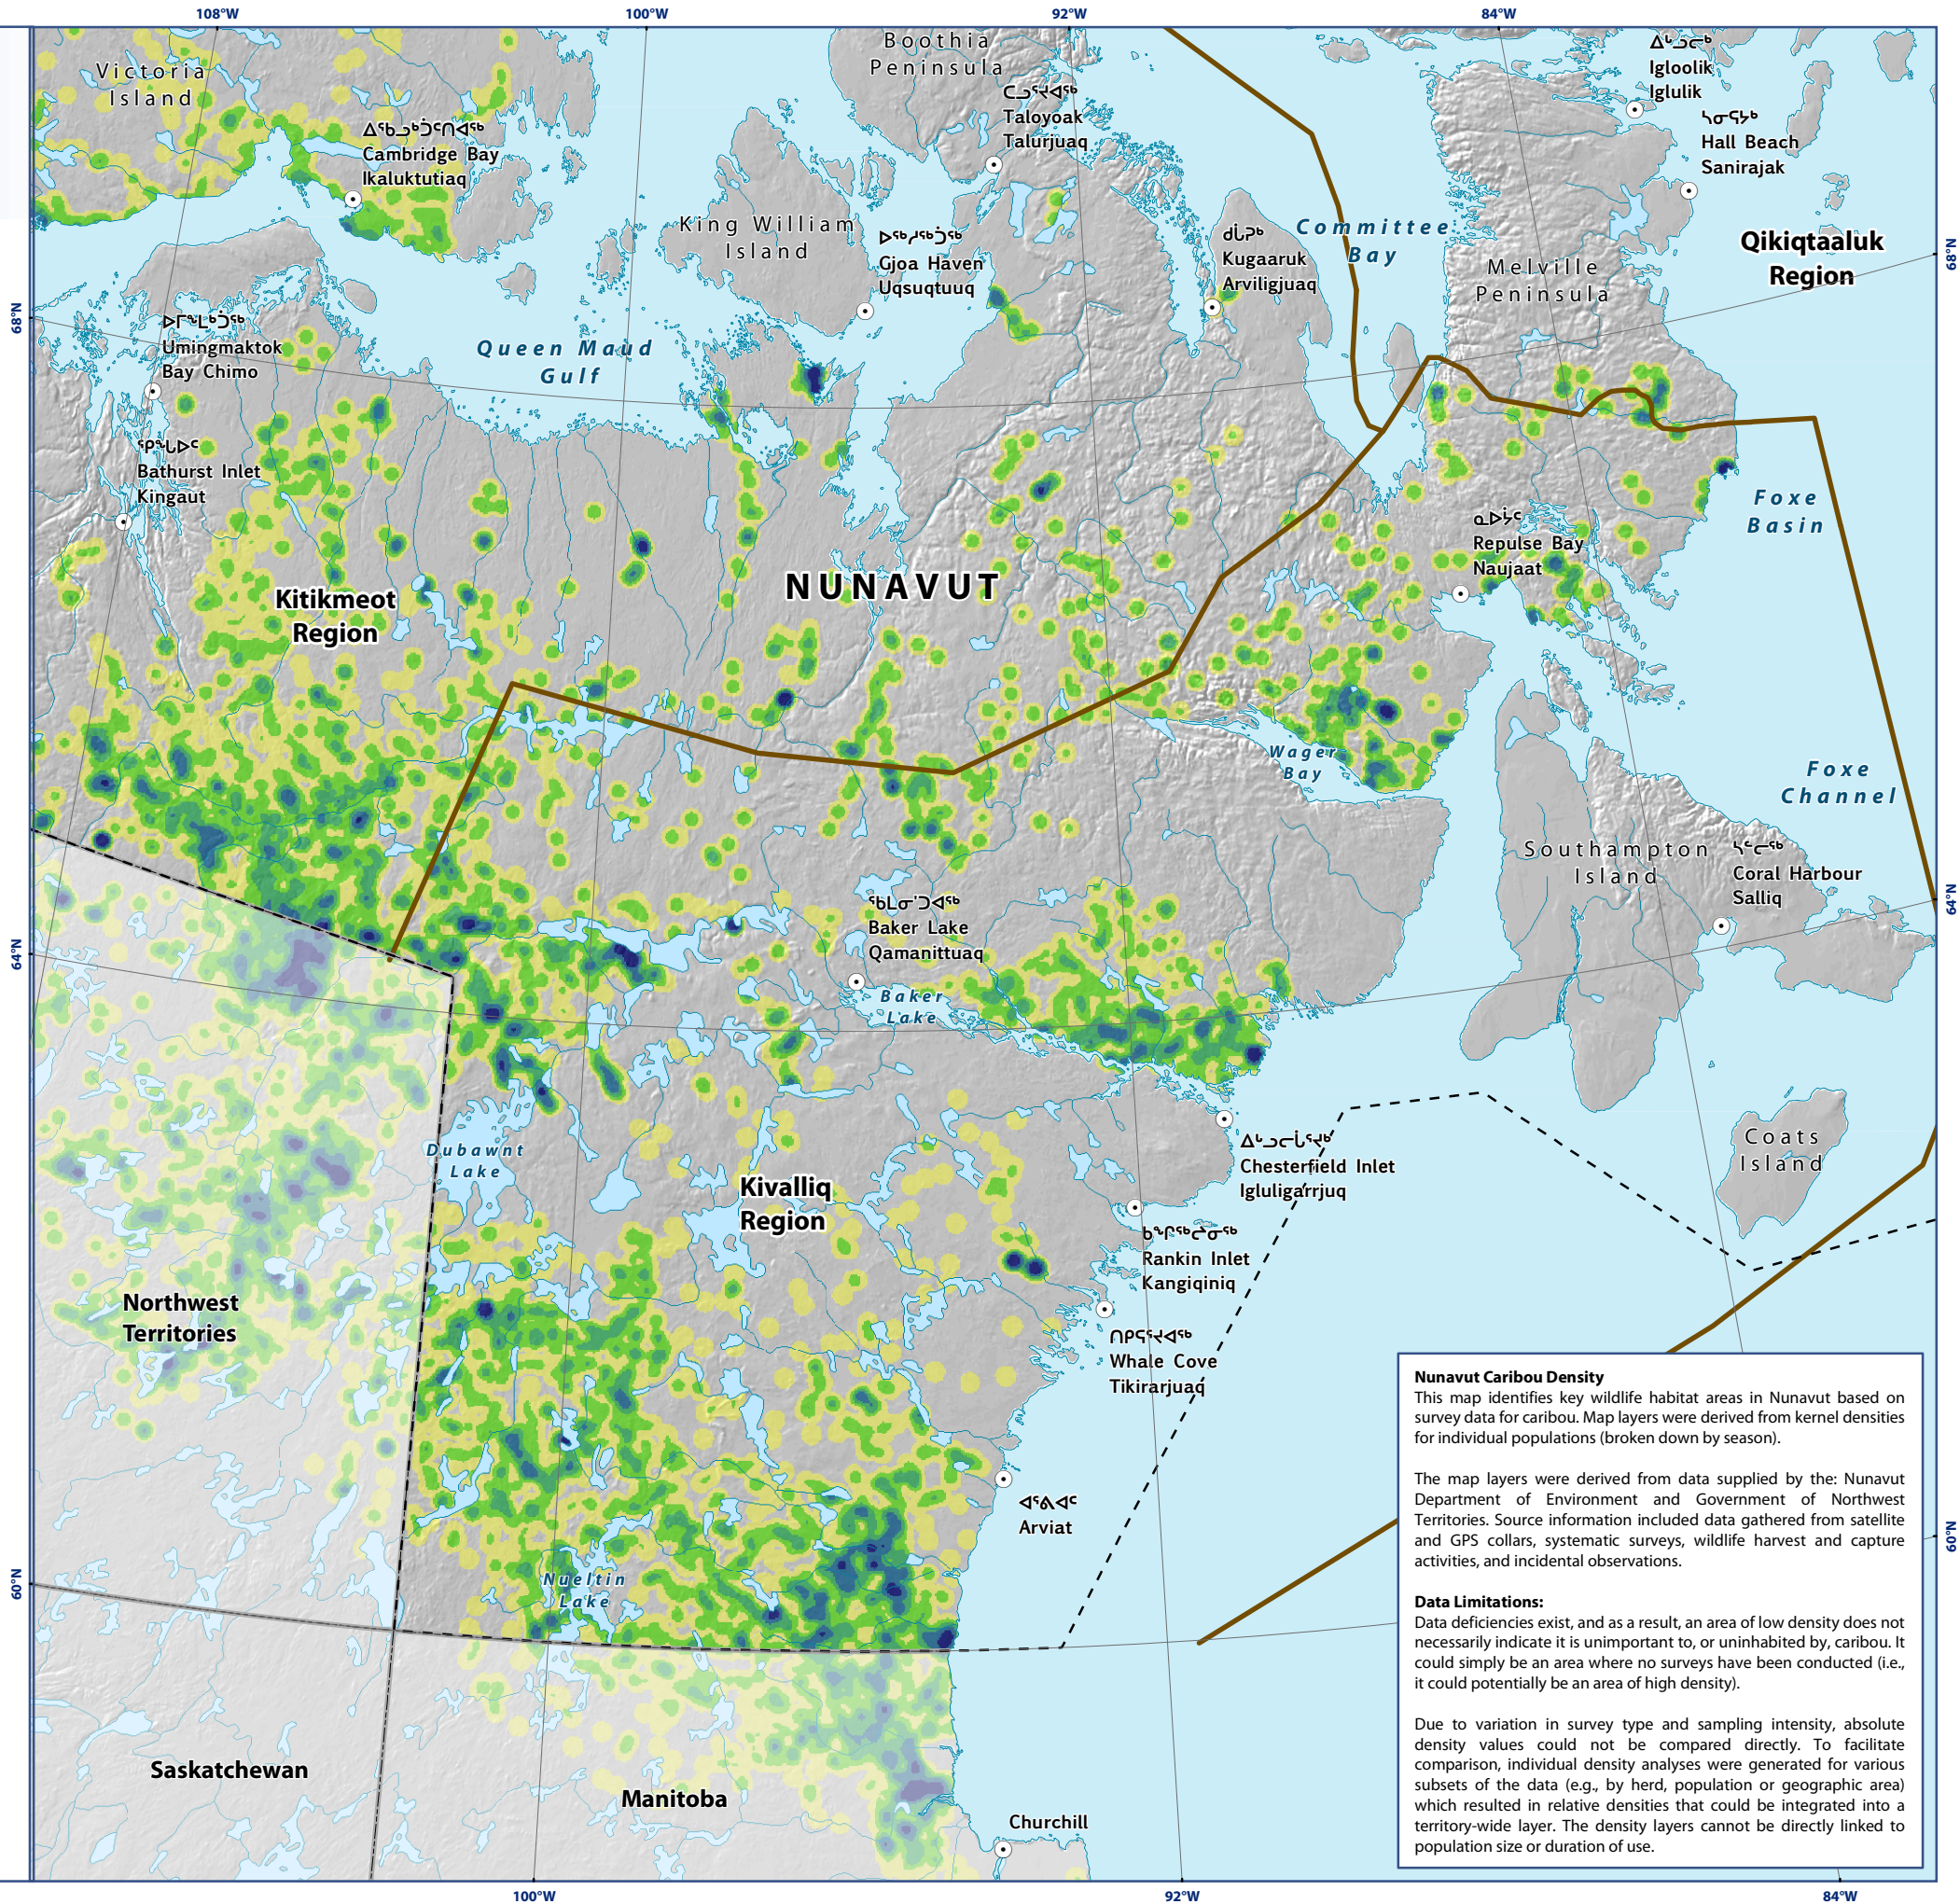 108°W
100°W
92°W
84°W
Victoria
Island
ᐃᖃᓗᒃᑑᑦᑎᐊᖅ
Cambridge Bay
Ikaluktutiaq
Boothia
Peninsula
ᑕᓗᕐᔪᐊᖅ
Taloyoak
Talurjuaq
ᐃᒡᓗᓕᒃ
Igloolik
Iglulik
ᓴᓂᕋᔭᒃ
Hall Beach
Sanirajak
King William
Island
ᐅᖅᓱᖅᑑᖅ
Gjoa Haven
Uqsuqtuuq
ᑰᒑᕐᔪᒃ
Kugaaruk
Arviligjuaq
Committee
Bay
Melville
Peninsula
Qikiqtaaluk
Region
68°N
68°N
ᐅᒥᖕᒪᒃᑑᖅ
Umingmaktok
Bay Chimo
Queen Maud
Gulf
ᕿᙵᐅᑦ
Bathurst Inlet
Kingaut
Foxe
Basin
ᓇᐅᔮᑦ
Repulse Bay
Naujaat
NUNAVUT
Kitikmeot
Region
Wager
Bay
Foxe
Channel
Southampton
Island
ᓴᓪᓕᖅ
Coral Harbour
Salliq
64°N
64°N
ᖃᒪᓂᑦᑐᐊᖅ
Baker Lake
Qamanittuaq
Baker
Lake
Dubawnt
Lake
ᐃᒡᓗᓕᒑᕐᔪᒃ
Chesterfield Inlet
Igluligarrjuq
Coats
Island
Kivalliq
Region
ᑲᖏᖅᖠᓂᖅ
Rankin Inlet
Kangiqiniq
Northwest
Territories
ᑎᑭᕋᕐᔪᐊᖅ
Whale Cove
Tikirarjuaq
ᐊᕐᕕᐊᑦ
Arviat
Nueltin
Lake
60°N
60°N
Saskatchewan
Manitoba
Churchill
Nunavut Caribou Density
This map identifies key wildlife habitat areas in Nunavut based on
survey data for caribou. Map layers were derived from kernel densities
for individual populations (broken down by season).
The map layers were derived from data supplied by the: Nunavut
Department of Environment and Government of Northwest
Territories. Source information included data gathered from satellite
and GPS collars, systematic surveys, wildlife harvest and capture
activities, and incidental observations.
Data Limitations:
Data deficiencies exist, and as a result, an area of low density does not
necessarily indicate it is unimportant to, or uninhabited by, caribou. It
could simply be an area where no surveys have been conducted (i.e.,
it could potentially be an area of high density).
Due to variation in survey type and sampling intensity, absolute
density values could not be compared directly. To facilitate
comparison, individual density analyses were generated for various
subsets of the data (e.g., by herd, population or geographic area)
which resulted in relative densities that could be integrated into a
territory-wide layer. The density layers cannot be directly linked to
population size or duration of use.
100°W
92°W
84°W